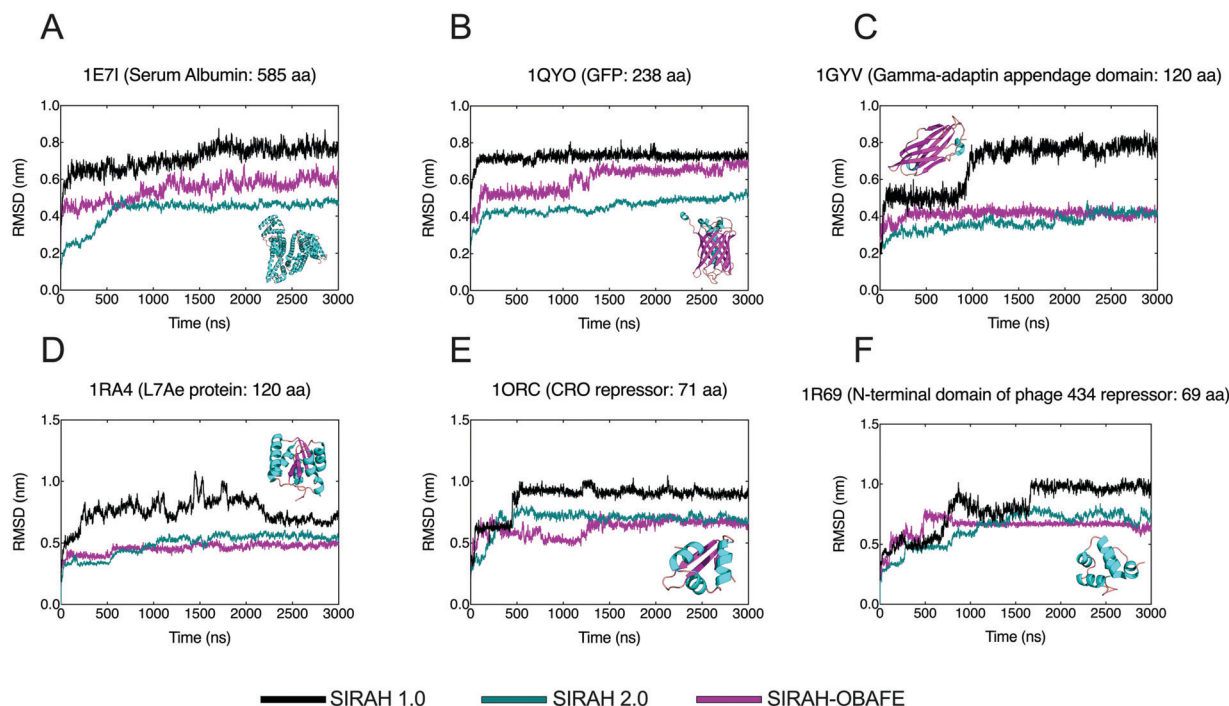 A
B
C
1E7I (Serum Albumin: 585 aa)
1QYO (GFP: 238 aa)
1GYV (Gamma-adaptin appendage domain: 120 aa)
RMSD (nm)
1.0
0.8
0.6
0.4
0.2
0.0
0 500 1000 1500 2000 2500 3000
Time (ns)
RMSD (nm)
1.0
0.8
0.6
0.4
0.2
0.0
0 500 1000 1500 2000 2500 3000
Time (ns)
RMSD (nm)
1.0
0.8
0.6
0.4
0.2
0.0
0 500 1000 1500 2000 2500 3000
Time (ns)
D
E
F
1RA4 (L7Ae protein: 120 aa)
1ORC (CRO repressor: 71 aa)
1R69 (N-terminal domain of phage 434 repressor: 69 aa)
RMSD (nm)
1.5
1.0
0.5
0.0
0 500 1000 1500 2000 2500 3000
Time (ns)
RMSD (nm)
1.5
1.0
0.5
0.0
0 500 1000 1500 2000 2500 3000
Time (ns)
RMSD (nm)
1.5
1.0
0.5
0.0
0 500 1000 1500 2000 2500 3000
Time (ns)
SIRAH 1.0
SIRAH 2.0
SIRAH-OBAFE